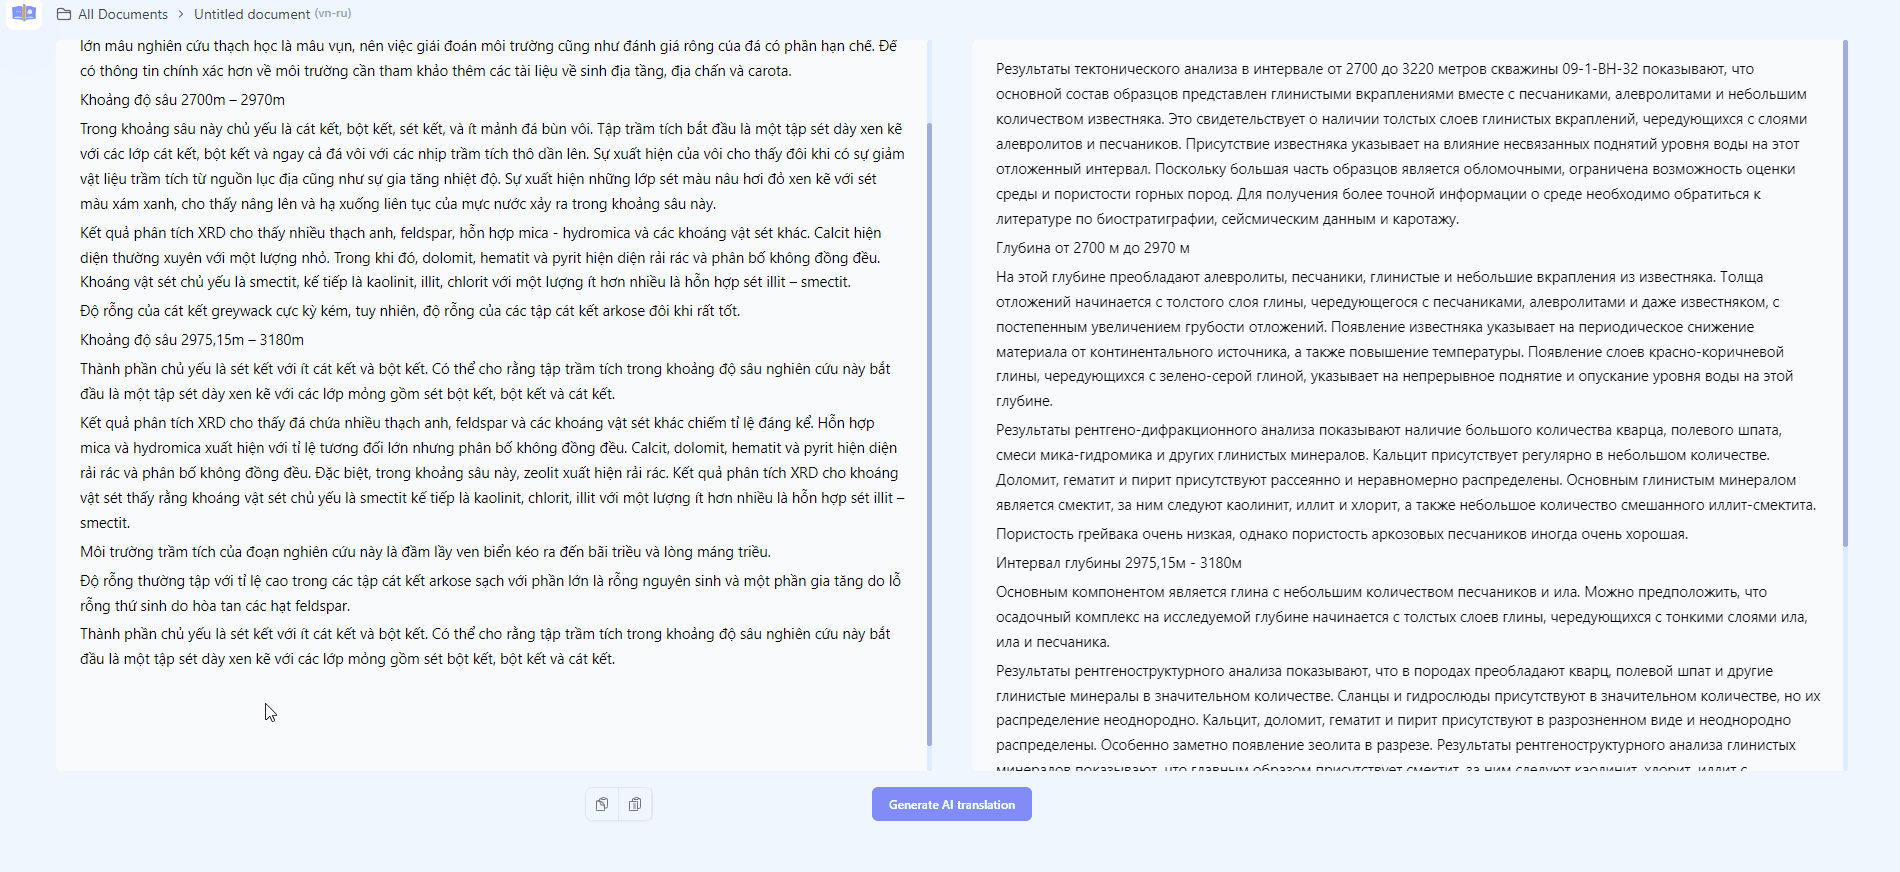 All Documents > Untitled document (vn-ru)
lớn mẫu nghiên cứu thạch học là mẫu vụn, nên việc giải đoán môi trường cũng như đánh giá rông của đá có phần hạn chế. Để
có thông tin chính xác hơn về môi trường cần tham khảo thêm các tài liệu về sinh địa tầng, địa chấn và carota.
Khoảng độ sâu 2700m – 2970m
Trong khoảng sâu này chủ yếu là cát kết, bột kết, sét kết, và ít mảnh đá bùn vôi. Tập trầm tích bắt đầu là một tập sét dày xen kẽ
với các lớp cát kết, bột kết và ngay cả đá vôi với các nhịp trầm tích thô dần lên. Sự xuất hiện của vôi cho thấy đôi khi có sự giảm
vật liệu trầm tích từ nguồn lục địa cũng như sự gia tăng nhiệt độ. Sự xuất hiện những lớp sét màu nâu hơi đỏ xen kẽ với sét
màu xám xanh, cho thấy nâng lên và hạ xuống liên tục của mực nước xảy ra trong khoảng sâu này.
Kết quả phân tích XRD cho thấy nhiều thạch anh, feldspar, hỗn hợp mica - hydromica và các khoáng vật sét khác. Calcit hiện
diện thường xuyên với một lượng nhỏ. Trong khi đó, dolomit, hematit và pyrit hiện diện rải rác và phân bố không đồng đều.
Khoáng vật sét chủ yếu là smectit, kế tiếp là kaolinit, illit, chlorit với một lượng ít hơn nhiều là hỗn hợp sét illit – smectit.
Độ rỗng của cát kết greywack cực kỳ kém, tuy nhiên, độ rỗng của các tập cát kết arkose đôi khi rất tốt.
Khoảng độ sâu 2975,15m – 3180m
Thành phần chủ yếu là sét kết với ít cát kết và bột kết. Có thể cho rằng tập trầm tích trong khoảng độ sâu nghiên cứu này bắt
đầu là một tập sét dày xen kẽ với các lớp mỏng gồm sét bột kết, bột kết và cát kết.
Kết quả phân tích XRD cho thấy đá chứa nhiều thạch anh, feldspar và các khoáng vật sét khác chiếm tỉ lệ đáng kể. Hỗn hợp
mica và hydromica xuất hiện với tỉ lệ tương đối lớn nhưng phân bố không đồng đều. Calcit, dolomit, hematit và pyrit hiện diện
rải rác và phân bố không đồng đều. Đặc biệt, trong khoảng sâu này, zeolit xuất hiện rải rác. Kết quả phân tích XRD cho khoáng
vật sét thấy rằng khoáng vật sét chủ yếu là smectit kế tiếp là kaolinit, chlorit, illit với một lượng ít hơn nhiều là hỗn hợp sét illit –
smectit.
Môi trường trầm tích của đoạn nghiên cứu này là đầm lầy ven biển kéo ra đến bãi triều và lòng máng triều.
Độ rỗng thường tập với tỉ lệ cao trong các tập cát kết arkose sạch với phần lớn là rỗng nguyên sinh và một phần gia tăng do lỗ
rỗng thứ sinh do hòa tan các hạt feldspar.
Thành phần chủ yếu là sét kết với ít cát kết và bột kết. Có thể cho rằng tập trầm tích trong khoảng độ sâu nghiên cứu này bắt
đầu là một tập sét dày xen kẽ với các lớp mỏng gồm sét bột kết, bột kết và cát kết.
Результаты тектонического анализа в интервале от 2700 до 3220 метров скважины 09-1-ВН-32 показывают, что
основной состав образцов представлен глинистыми вкраплениями вместе с песчаниками, алевролитами и небольшим
количеством известняка. Это свидетельствует о наличии толстых слоев глинистых вкраплений, чередующихся с слоями
алевролитов и песчаников. Присутствие известняка указывает на влияние несвязанных поднятий уровня воды на этот
отложенный интервал. Поскольку большая часть образцов является обломочными, ограничена возможность оценки
среды и пористости горных пород. Для получения более точной информации о среде необходимо обратиться к
литературе по биостратиграфии, сейсмическим данным и каротажу.
Глубина от 2700 м до 2970 м
На этой глубине преобладают алевролиты, песчаники, глинистые и небольшие вкрапления из известняка. Толща
отложений начинается с толстого слоя глины, чередующегося с песчаниками, алевролитами и даже известняком, с
постепенным увеличением грубости отложений. Появление известняка указывает на периодическое снижение
материала от континентального источника, а также повышение температуры. Появление слоев красно-коричневой
глины, чередующихся с зелено-серой глиной, указывает на непрерывное поднятие и опускание уровня воды на этой
глубине.
Результаты рентгено-дифракционного анализа показывают наличие большого количества кварца, полевого шпата,
смеси мика-гидромика и других глинистых минералов. Кальцит присутствует регулярно в небольшом количестве.
Доломит, гематит и пирит присутствуют рассеянно и неравномерно распределены. Основным глинистым минералом
является смектит, за ним следуют каолинит, иллит и хлорит, а также небольшое количество смешанного иллит-смектита.
Пористость грейвака очень низкая, однако пористость аркозовых песчаников иногда очень хорошая.
Интервал глубины 2975,15м - 3180м
Основным компонентом является глина с небольшим количеством песчаников и ила. Можно предположить, что
осадочный комплекс на исследуемой глубине начинается с толстых слоев глины, чередующихся с тонкими слоями ила,
ила и песчаника.
Результаты рентгеноструктурного анализа показывают, что в породах преобладают кварц, полевой шпат и другие
глинистые минералы в значительном количестве. Сланцы и гидрослюды присутствуют в значительном количестве, но их
распределение неоднородно. Кальцит, доломит, гематит и пирит присутствуют в разрозненном виде и неоднородно
распределены. Особенно заметно появление зеолита в разрезе. Результаты рентгеноструктурного анализа глинистых
минералов показывают, что главным образом присутствует смектит, за ним следуют каолинит, хлорит, иллит с
Generate AI translation